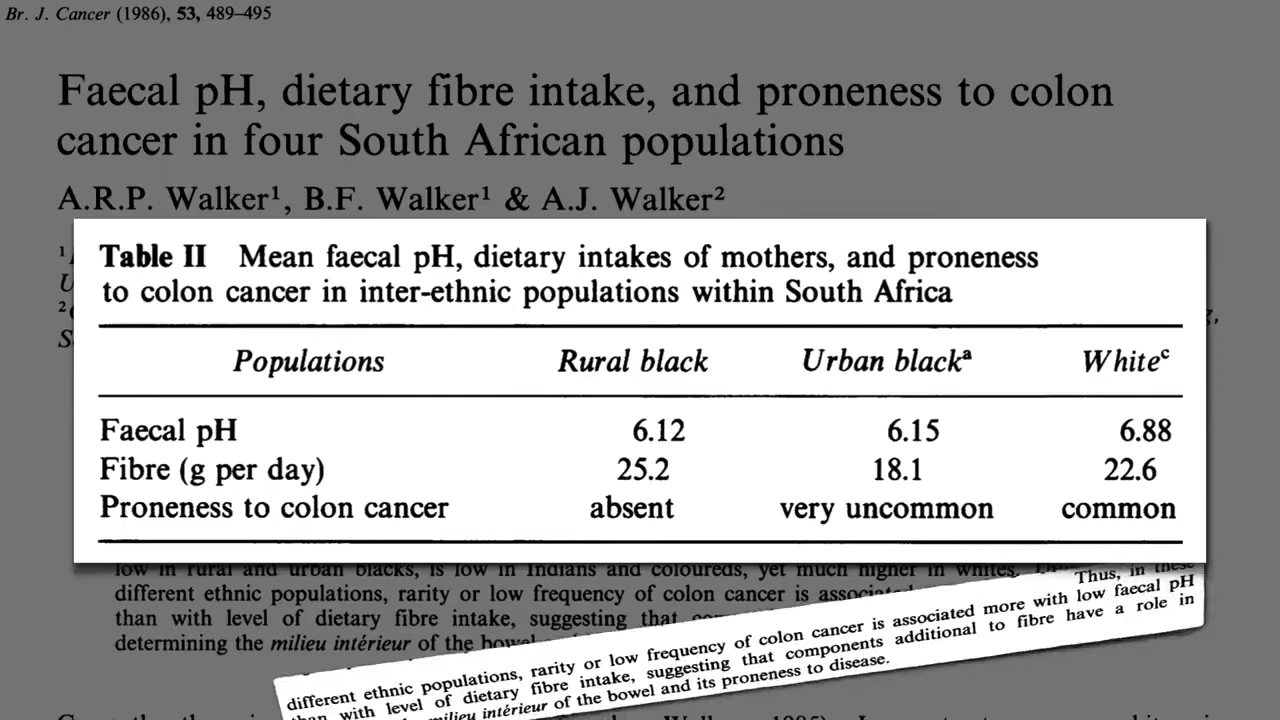 Br. J. Cancer (1986), 53, 489–495
Faecal pH, dietary fibre intake, and proneness to colon
cancer in four South African populations
A.R.P. Walker¹, B.F. Walker¹ & A.J. Walker²
Table II Mean faecal pH, dietary intakes of mothers, and proneness
to colon cancer in inter-ethnic populations within South Africa
Populations Rural black Urban blackᵃ Whiteᶜ
Faecal pH 6.12 6.15 6.88
Fibre (g per day) 25.2 18.1 22.6
Proneness to colon cancer absent very uncommon common
low in rural and urban blacks, is low in Indians and coloureds, yet much higher in whites.
different ethnic populations, rarity or low frequency of colon cancer is
than with level of dietary fibre intake, suggesting that
determining the milieu intérieur of the
Thus, in these
different ethnic populations, rarity or low frequency of colon cancer is associated more with low faecal pH
than with level of dietary fibre intake, suggesting that components additional to fibre have a role in
milieu intérieur of the bowel and its proneness to disease.